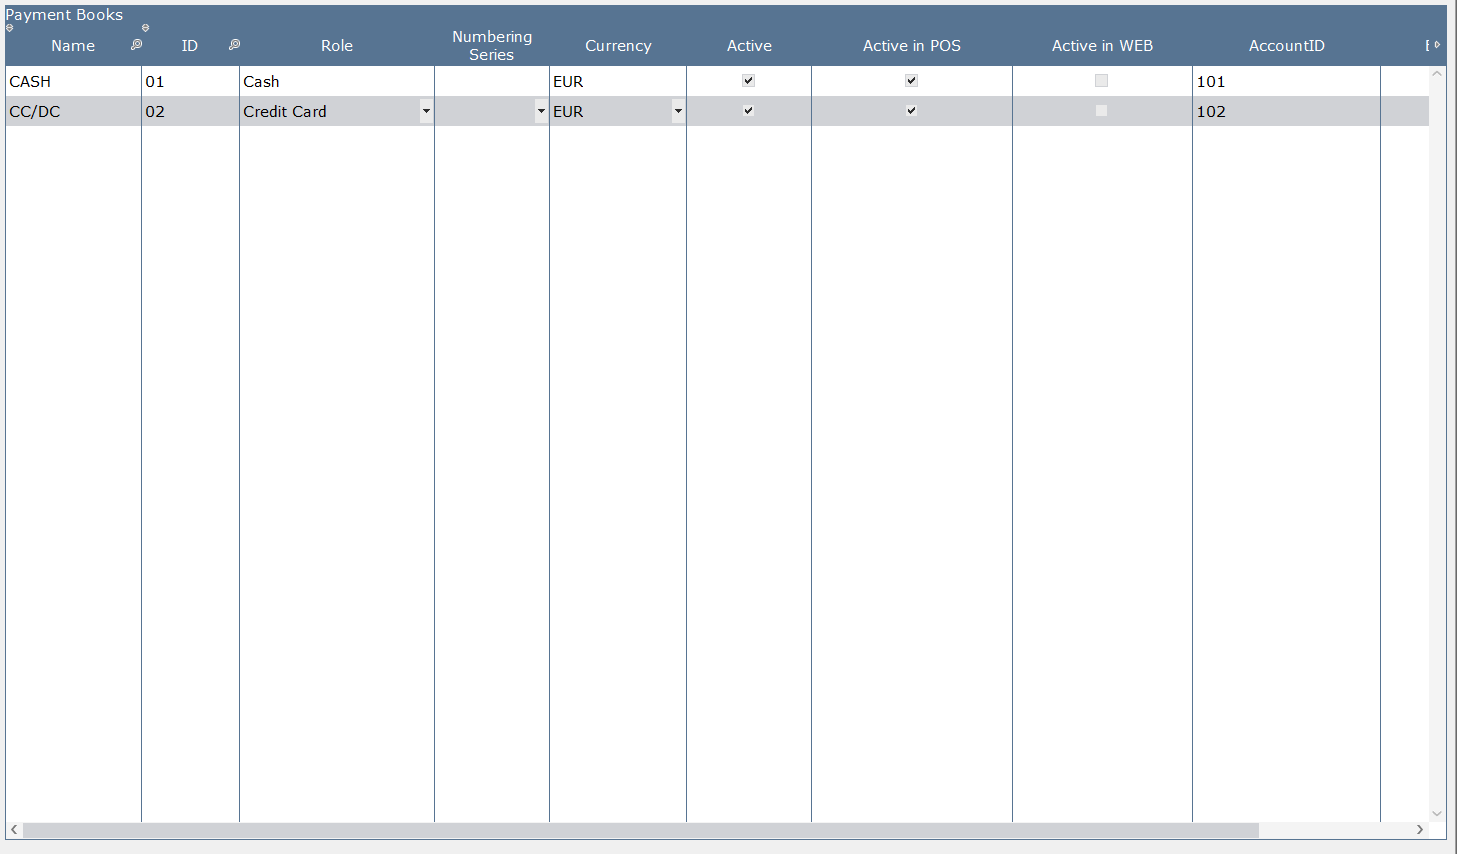 Payment Books
Name ID Role Numbering Series Currency Active Active in POS Active in WEB AccountID
CASH 01 Cash EUR 101
CC/DC 02 Credit Card EUR 102